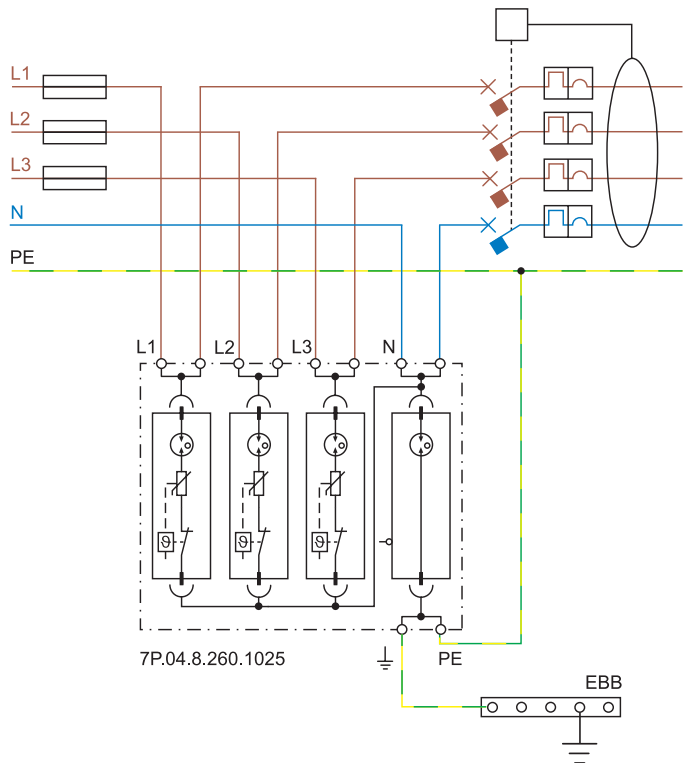 L1
L2
L3
N
PE
L1 L2 L3 N
ϑ ϑ ϑ
7P.04.8.260.1025 PE
EBB